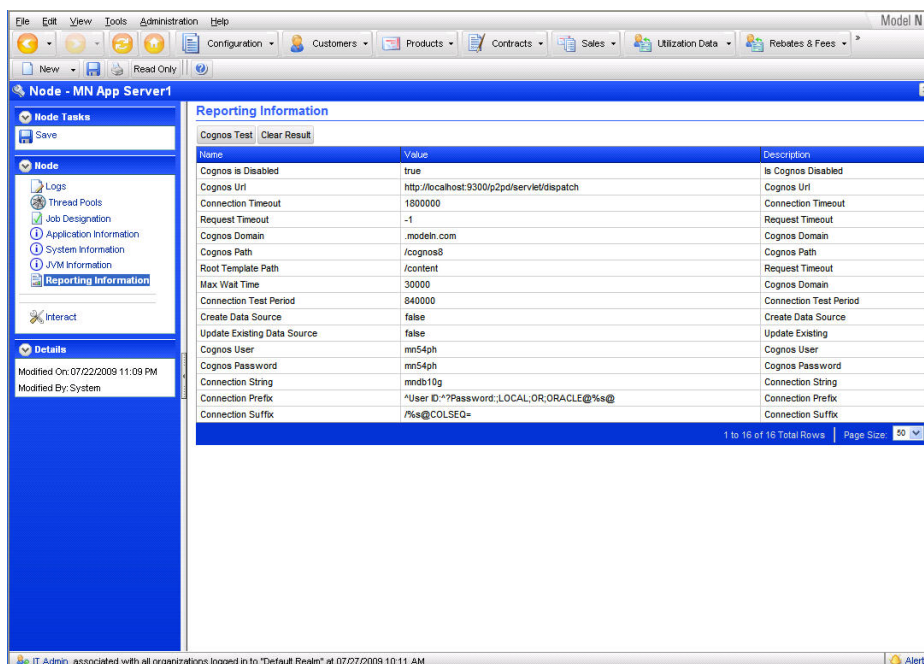 File Edit View Tools Administration Help
Model N
Configuration Customers Products Contracts Sales Utilization Data Rebates & Fees »
New Read Only
Node - MN App Server1
Node Tasks
Save
Node
Logs
Thread Pools
Job Designation
Application Information
System Information
JVM Information
Reporting Information
Interact
Details
Modified On: 07/22/2009 11:09 PM
Modified By: System
Reporting Information
Cognos Test Clear Result
Name Value Description
Cognos is Disabled true Is Cognos Disabled
Cognos Url http://localhost:9300/p2pd/servlet/dispatch Cognos Url
Connection Timeout 1800000 Connection Timeout
Request Timeout -1 Request Timeout
Cognos Domain .modeln.com Cognos Domain
Cognos Path /cognos8 Cognos Path
Root Template Path /content Request Timeout
Max Wait Time 30000 Cognos Domain
Connection Test Period 840000 Connection Test Period
Create Data Source false Create Data Source
Update Existing Data Source false Update Existing
Cognos User mn54ph Cognos User
Cognos Password mn54ph Cognos Password
Connection String mndb10g Connection String
Connection Prefix ^User ID:^?Password:;LOCAL;OR;ORACLE@%s@ Connection Prefix
Connection Suffix /%s@COLSEQ= Connection Suffix
1 to 16 of 16 Total Rows Page Size: 50
IT Admin, associated with all organizations logged in to "Default Realm" at 07/27/2009 10:11 AM
Alert